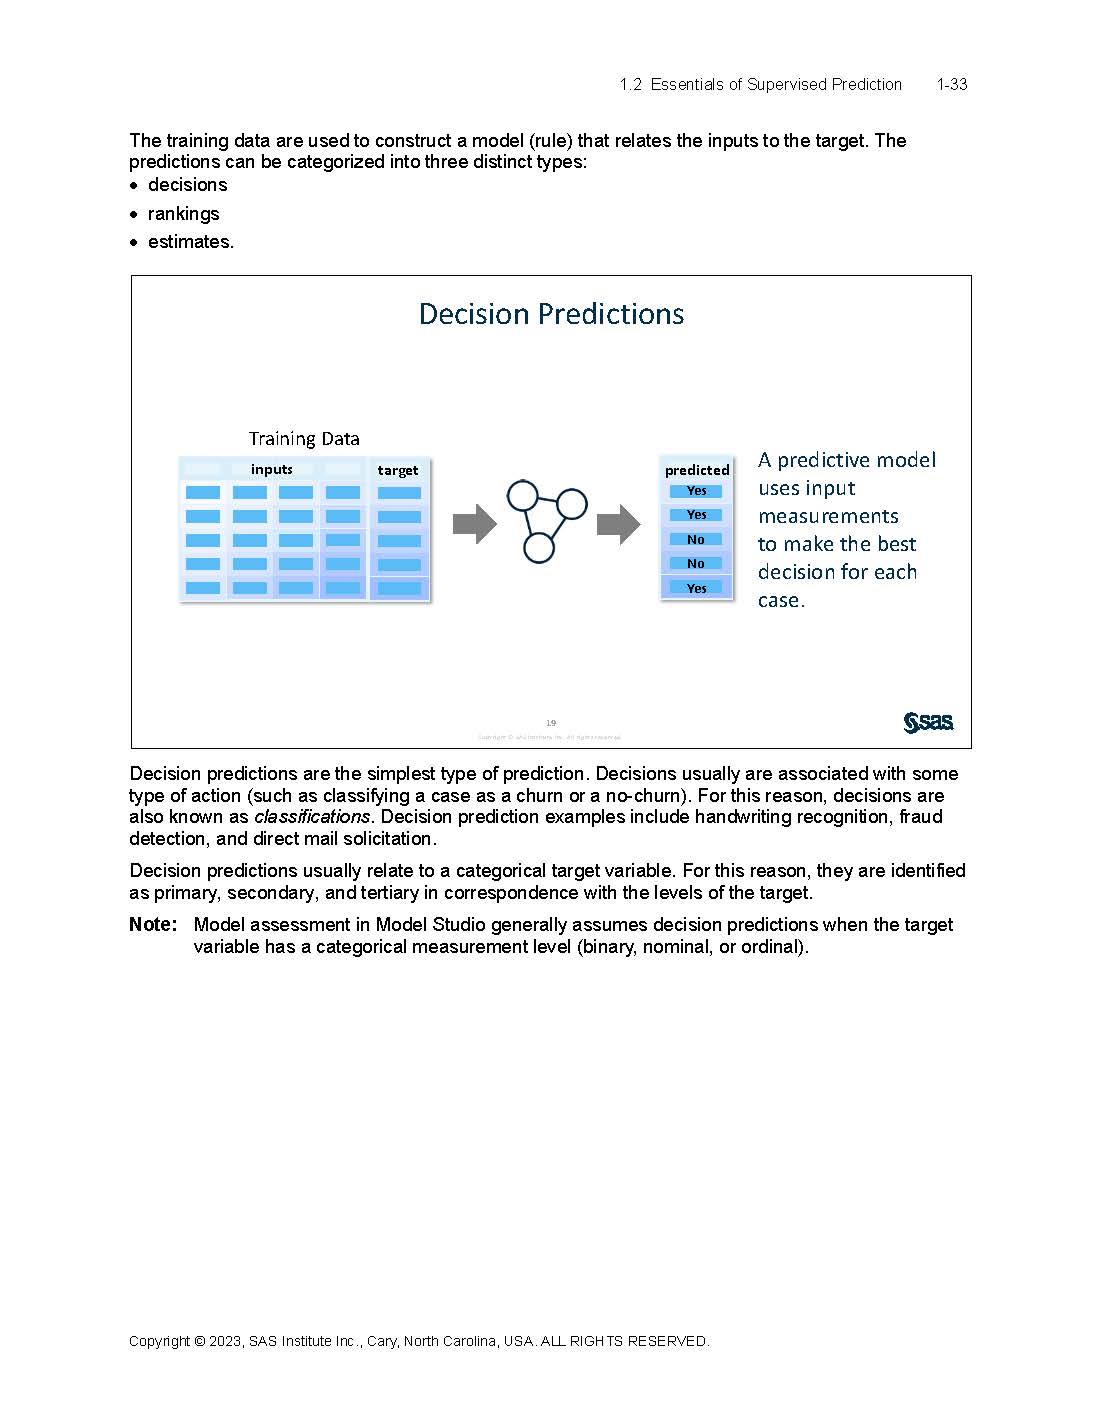 1.2 Essentials of Supervised Prediction 1-33
The training data are used to construct a model (rule) that relates the inputs to the target. The
predictions can be categorized into three distinct types:
• decisions
• rankings
• estimates.
Decision Predictions
Training Data
inputs target
predicted
Yes
Yes
No
No
Yes
A predictive model
uses input
measurements
to make the best
decision for each
case.
19
Copyright © SAS Institute Inc. All rights reserved.
sas
Decision predictions are the simplest type of prediction. Decisions usually are associated with some
type of action (such as classifying a case as a churn or a no-churn). For this reason, decisions are
also known as classifications. Decision prediction examples include handwriting recognition, fraud
detection, and direct mail solicitation.
Decision predictions usually relate to a categorical target variable. For this reason, they are identified
as primary, secondary, and tertiary in correspondence with the levels of the target.
Note: Model assessment in Model Studio generally assumes decision predictions when the target
variable has a categorical measurement level (binary, nominal, or ordinal).
Copyright © 2023, SAS Institute Inc., Cary, North Carolina, USA. ALL RIGHTS RESERVED.